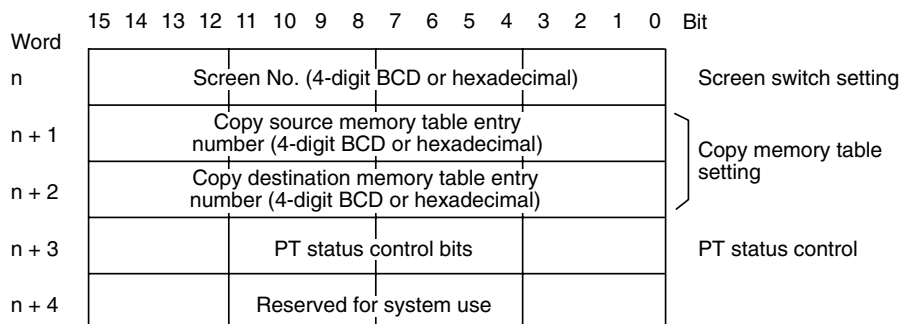 15 14 13 12 11 10 9 8 7 6 5 4 3 2 1 0 Bit
Word
n Screen No. (4-digit BCD or hexadecimal) Screen switch setting
n + 1 Copy source memory table entry
number (4-digit BCD or hexadecimal)
Copy memory table
setting
n + 2 Copy destination memory table entry
number (4-digit BCD or hexadecimal)
n + 3 PT status control bits PT status control
n + 4 Reserved for system use